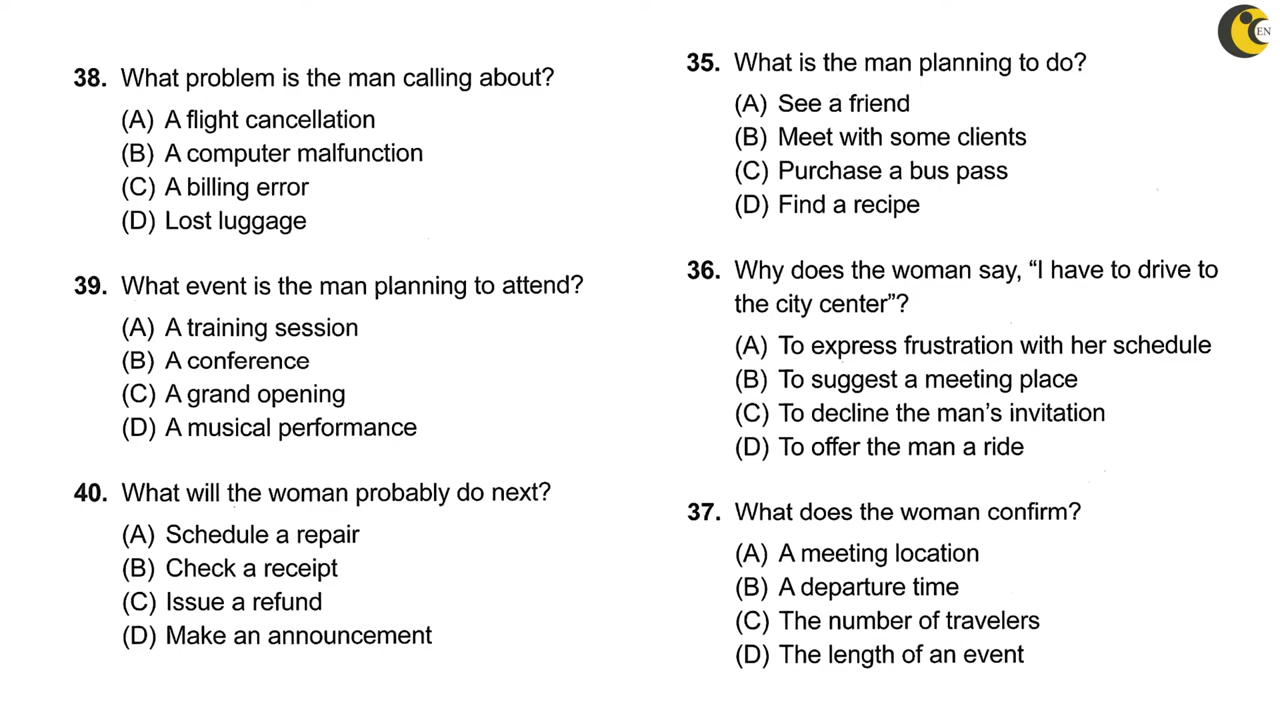 38. What problem is the man calling about?
(A) A flight cancellation
(B) A computer malfunction
(C) A billing error
(D) Lost luggage
39. What event is the man planning to attend?
(A) A training session
(B) A conference
(C) A grand opening
(D) A musical performance
40. What will the woman probably do next?
(A) Schedule a repair
(B) Check a receipt
(C) Issue a refund
(D) Make an announcement
35. What is the man planning to do?
(A) See a friend
(B) Meet with some clients
(C) Purchase a bus pass
(D) Find a recipe
36. Why does the woman say, “I have to drive to
the city center”?
(A) To express frustration with her schedule
(B) To suggest a meeting place
(C) To decline the man’s invitation
(D) To offer the man a ride
37. What does the woman confirm?
(A) A meeting location
(B) A departure time
(C) The number of travelers
(D) The length of an event
EN